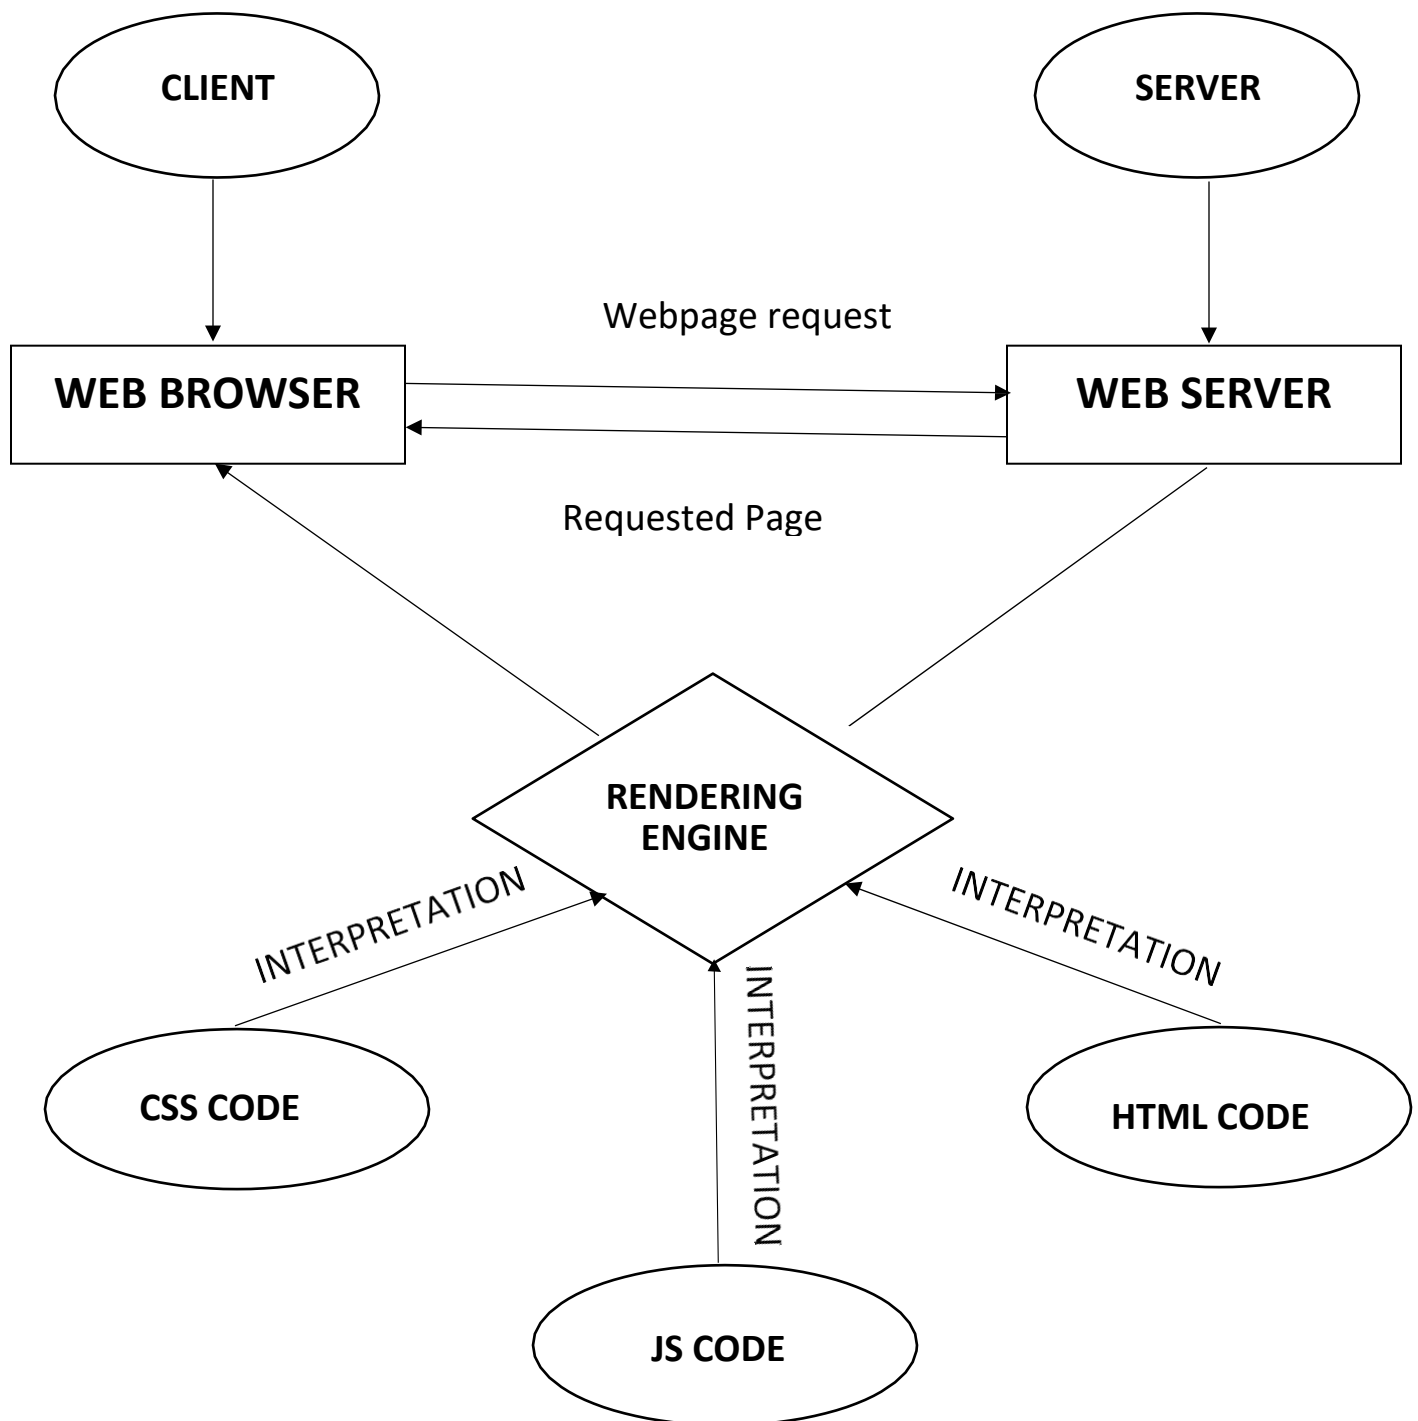 CLIENT
SERVER
Webpage request
WEB BROWSER
WEB SERVER
Requested Page
RENDERING
ENGINE
INTERPRETATION
INTERPRETATION
INTERPRETATION
CSS CODE
HTML CODE
JS CODE